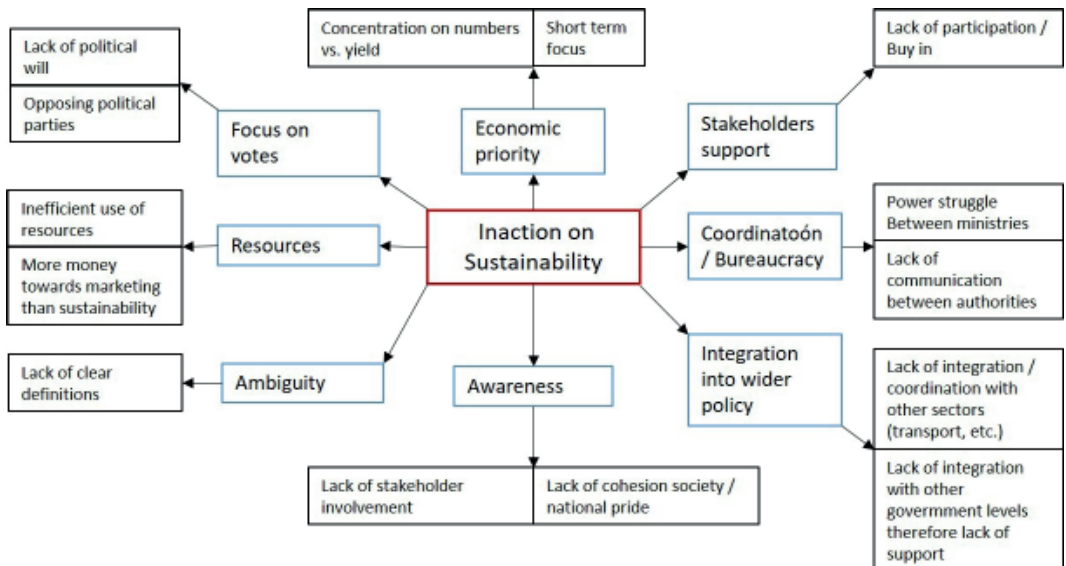 Concentration on numbers
vs. yield
Short term
focus
Lack of participation /
Buy in
Lack of political
will
Opposing political
parties
Focus on
votes
Economic
priority
Stakeholders
support
Inefficient use of
resources
More money
towards marketing
than sustainability
Resources
Inaction on
Sustainability
Coordinatoón
/ Bureaucracy
Power struggle
Between ministries
Lack of
communication
between authorities
Lack of clear
definitions
Ambiguity
Awareness
Integration
into wider
policy
Lack of integration /
coordination with
other sectors
(transport, etc.)
Lack of integration
with other
government levels
therefore lack of
support
Lack of stakeholder
involvement
Lack of cohesion society /
national pride